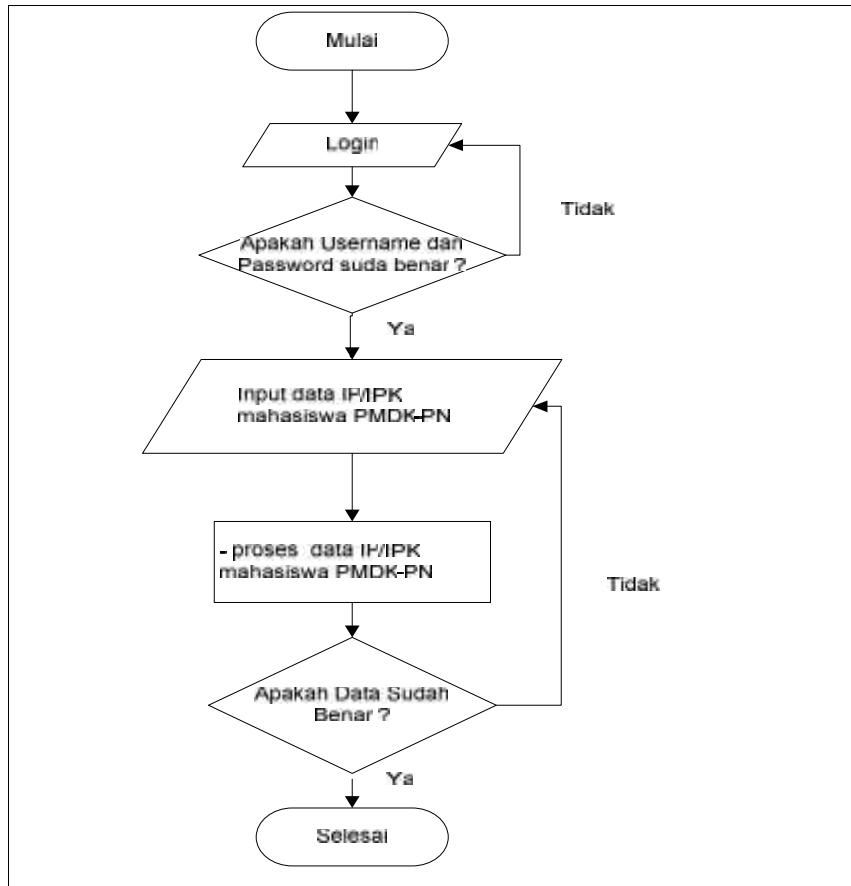 Mulai
Login
Tidak
Apakah Username dan
Password suda benar ?
Ya
Input data IP/IPK
mahasiswa PMDK-PN
- proses data IP/IPK
mahasiswa PMDK-PN
Tidak
Apakah Data Sudah
Benar ?
Ya
Selesai